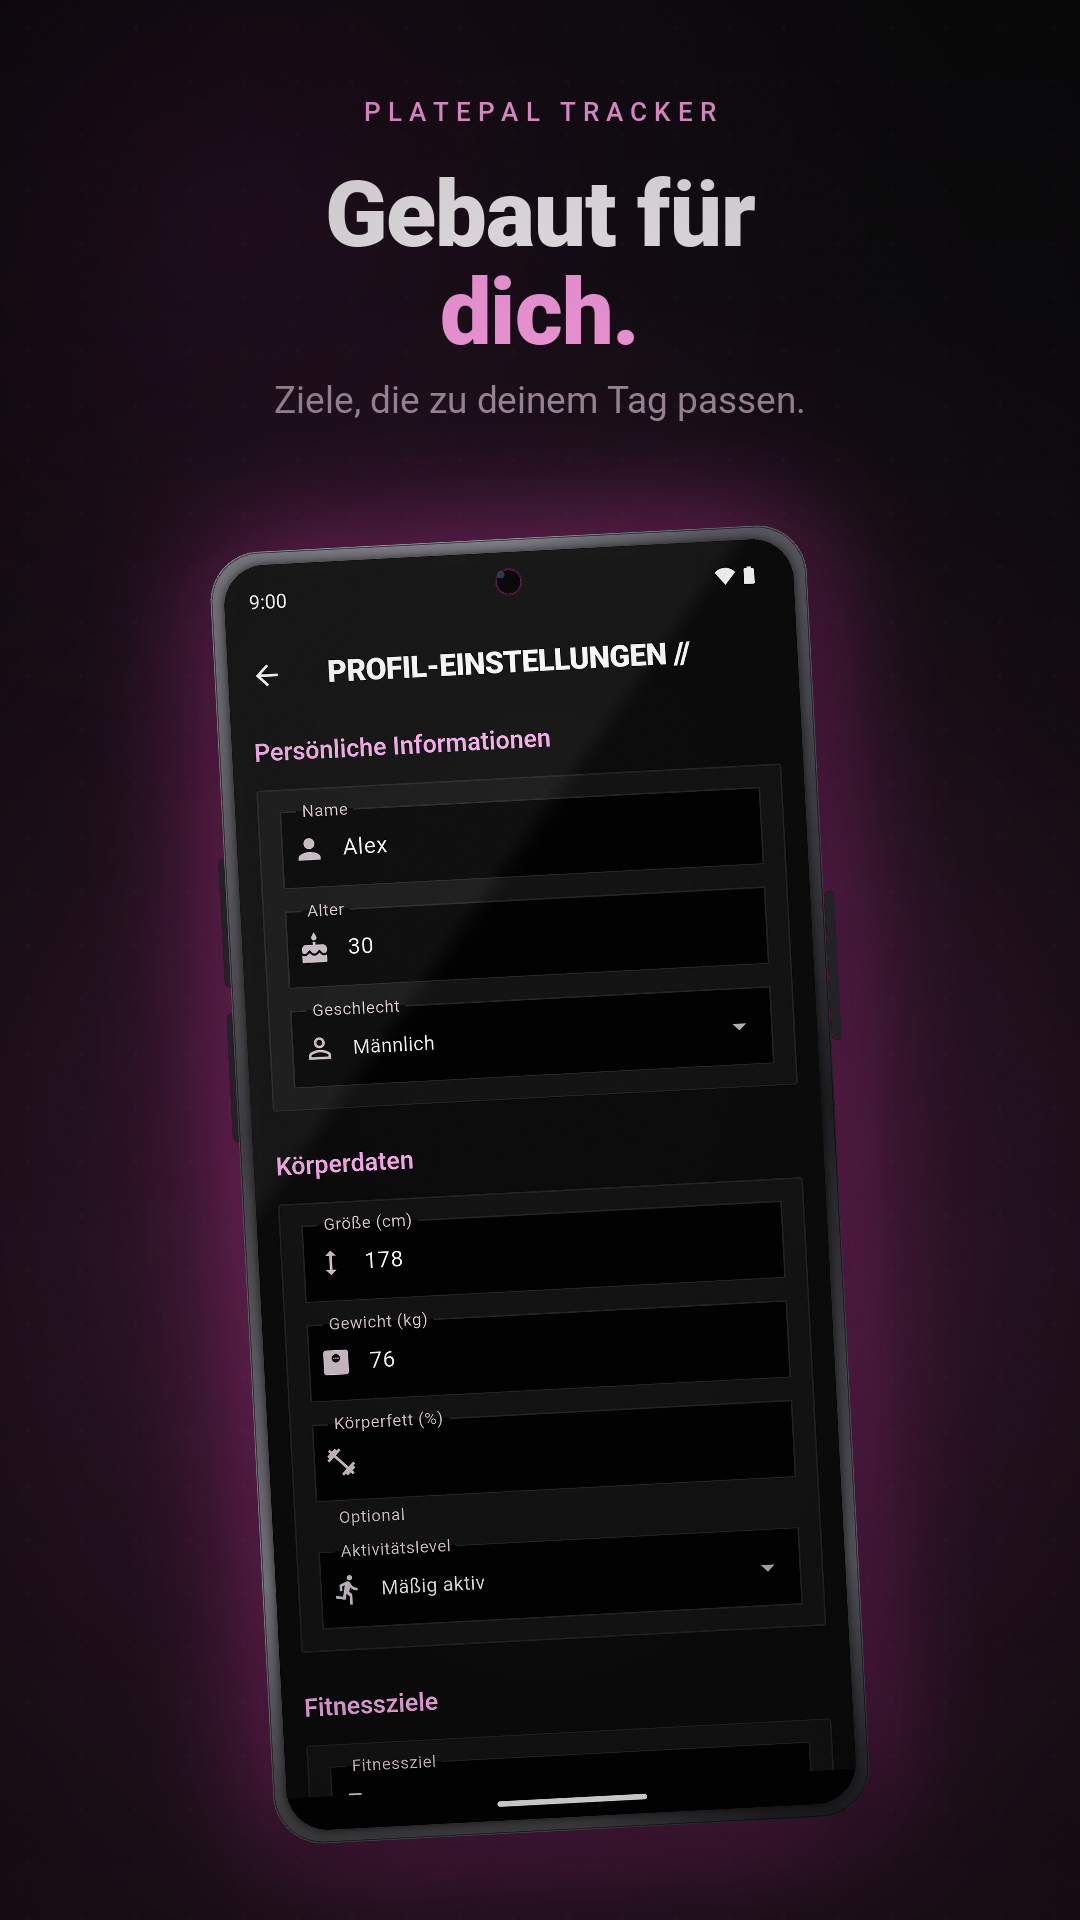 PLATEPAL TRACKER
Gebaut für
dich.
Ziele, die zu deinem Tag passen.
9:00
PROFIL-EINSTELLUNGEN //
Persönliche Informationen
Name
Alex
Alter
30
Geschlecht
Männlich
Körperdaten
Größe (cm)
178
Gewicht (kg)
76
Körperfett (%)
Optional
Aktivitätslevel
Mäßig aktiv
Fitnessziele
Fitnessziel